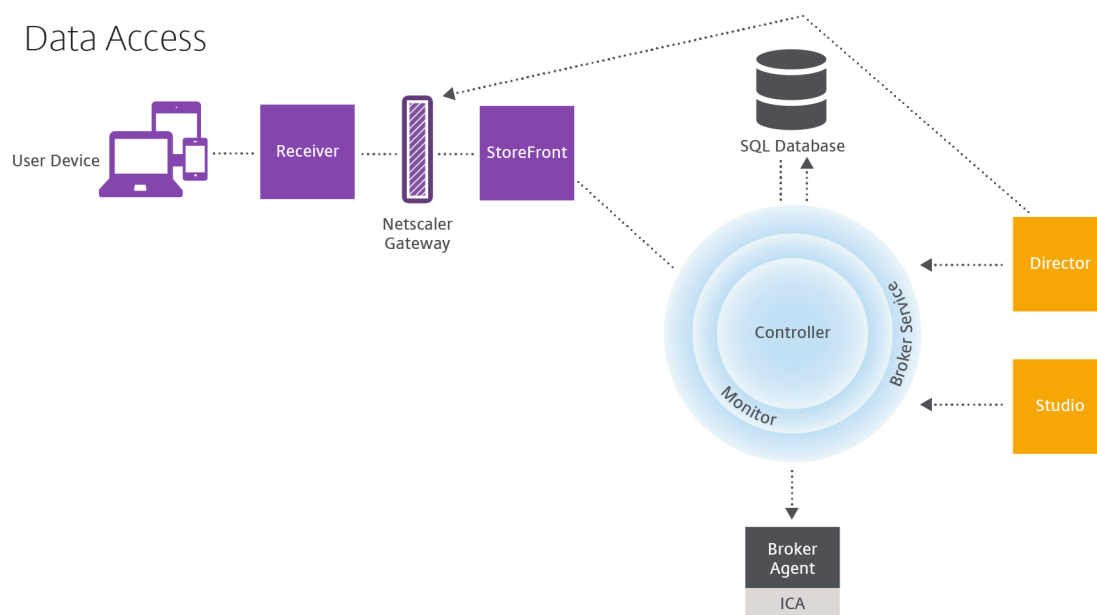 Data Access
User Device
Receiver
Netscaler
Gateway
StoreFront
SQL Database
Controller
Monitor
Broker Service
Director
Studio
Broker
Agent
ICA